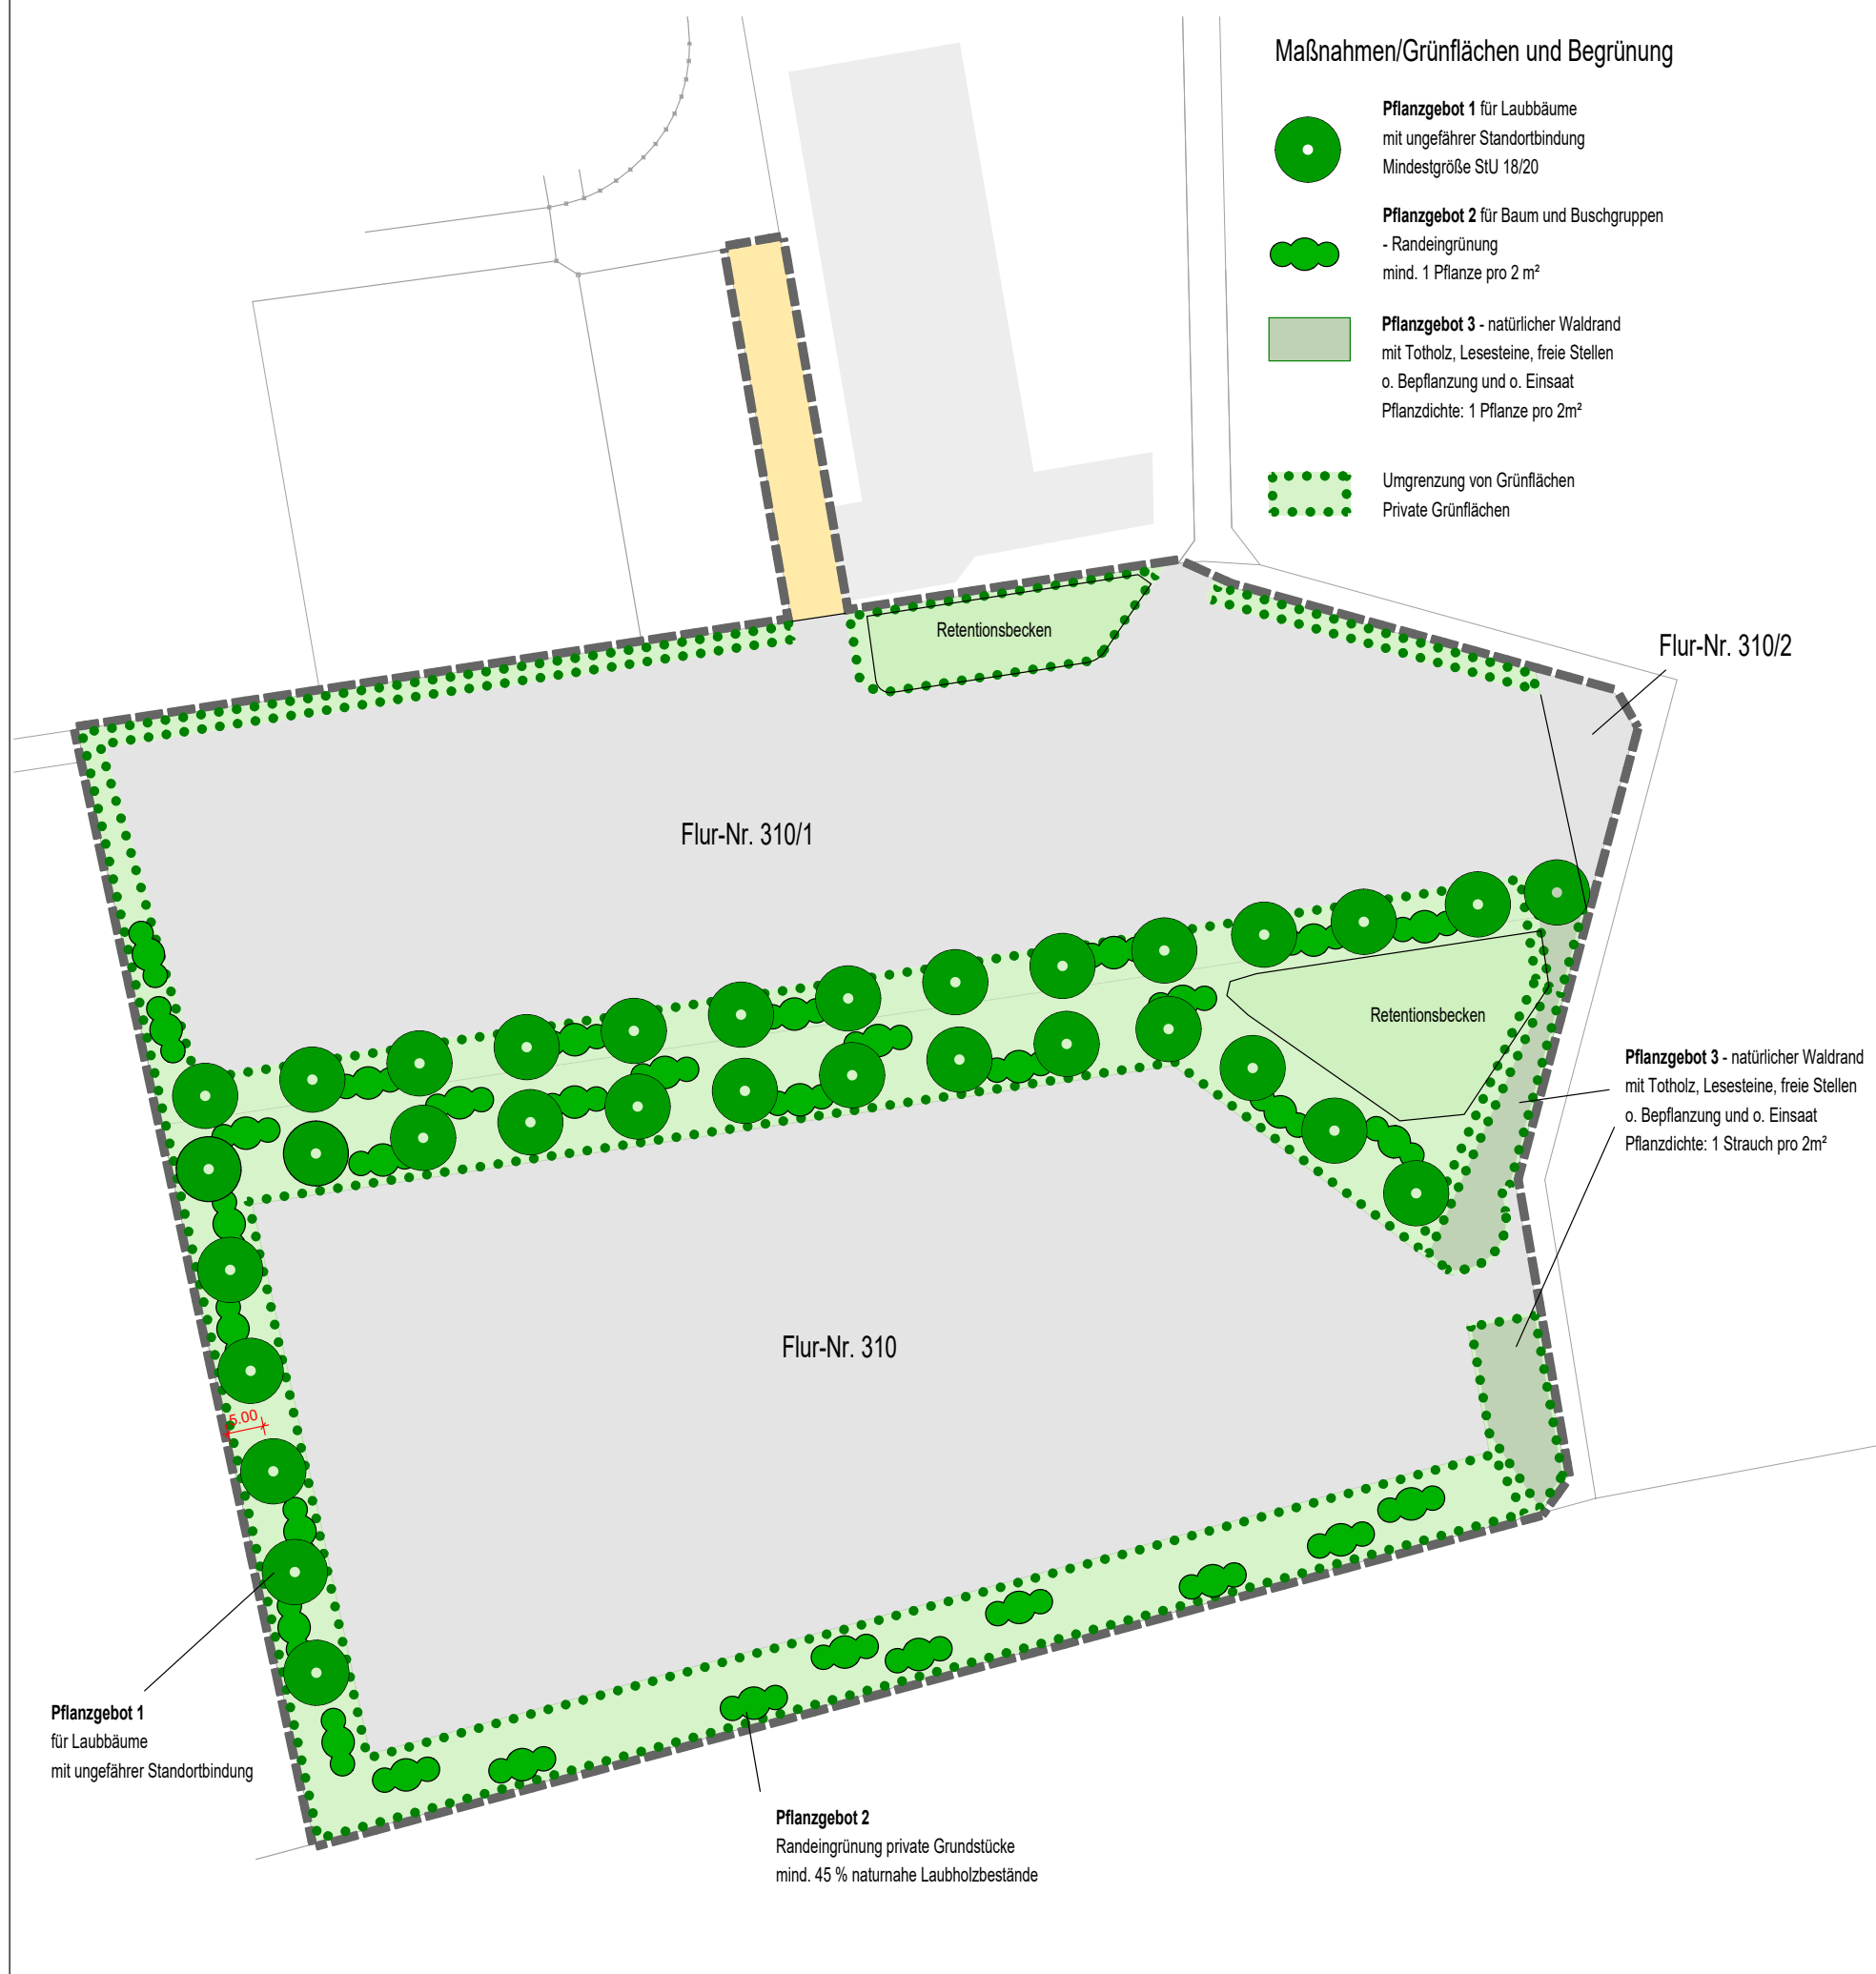 Maßnahmen/Grünflächen und Begrünung
Pflanzgebot 1 für Laubbäume
mit ungefährer Standortbindung
Mindestgröße StU 18/20
Pflanzgebot 2 für Baum und Buschgruppen
- Randeingrünung
mind. 1 Pflanze pro 2 m²
Pflanzgebot 3 - natürlicher Waldrand
mit Totholz, Lesesteine, freie Stellen
o. Bepflanzung und o. Einsaat
Pflanzdichte: 1 Pflanze pro 2m²
Umgrenzung von Grünflächen
Private Grünflächen
Retentionsbecken
Flur-Nr. 310/2
Flur-Nr. 310/1
Retentionsbecken
Pflanzgebot 3 - natürlicher Waldrand
mit Totholz, Lesesteine, freie Stellen
o. Bepflanzung und o. Einsaat
Pflanzdichte: 1 Strauch pro 2m²
Flur-Nr. 310
5.00
Pflanzgebot 1
für Laubbäume
mit ungefährer Standortbindung
Pflanzgebot 2
Randeingrünung private Grundstücke
mind. 45 % naturnahe Laubholzbestände